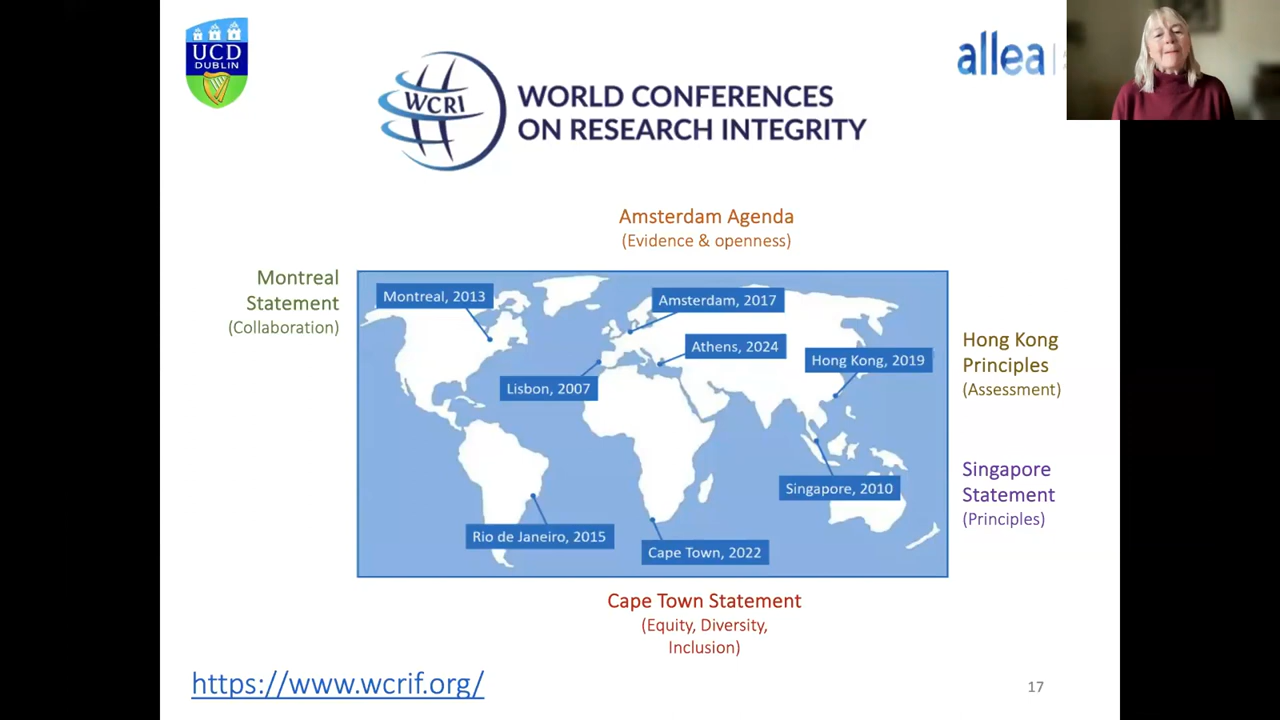 UCD
DUBLIN
WCRI
WORLD CONFERENCES
ON RESEARCH INTEGRITY
allea
Amsterdam Agenda
(Evidence & openness)
Montreal
Statement
(Collaboration)
Montreal, 2013
Amsterdam, 2017
Athens, 2024
Hong Kong, 2019
Lisbon, 2007
Singapore, 2010
Rio de Janeiro, 2015
Cape Town, 2022
Hong Kong
Principles
(Assessment)
Singapore
Statement
(Principles)
Cape Town Statement
(Equity, Diversity,
Inclusion)
https://www.wcrif.org/
17